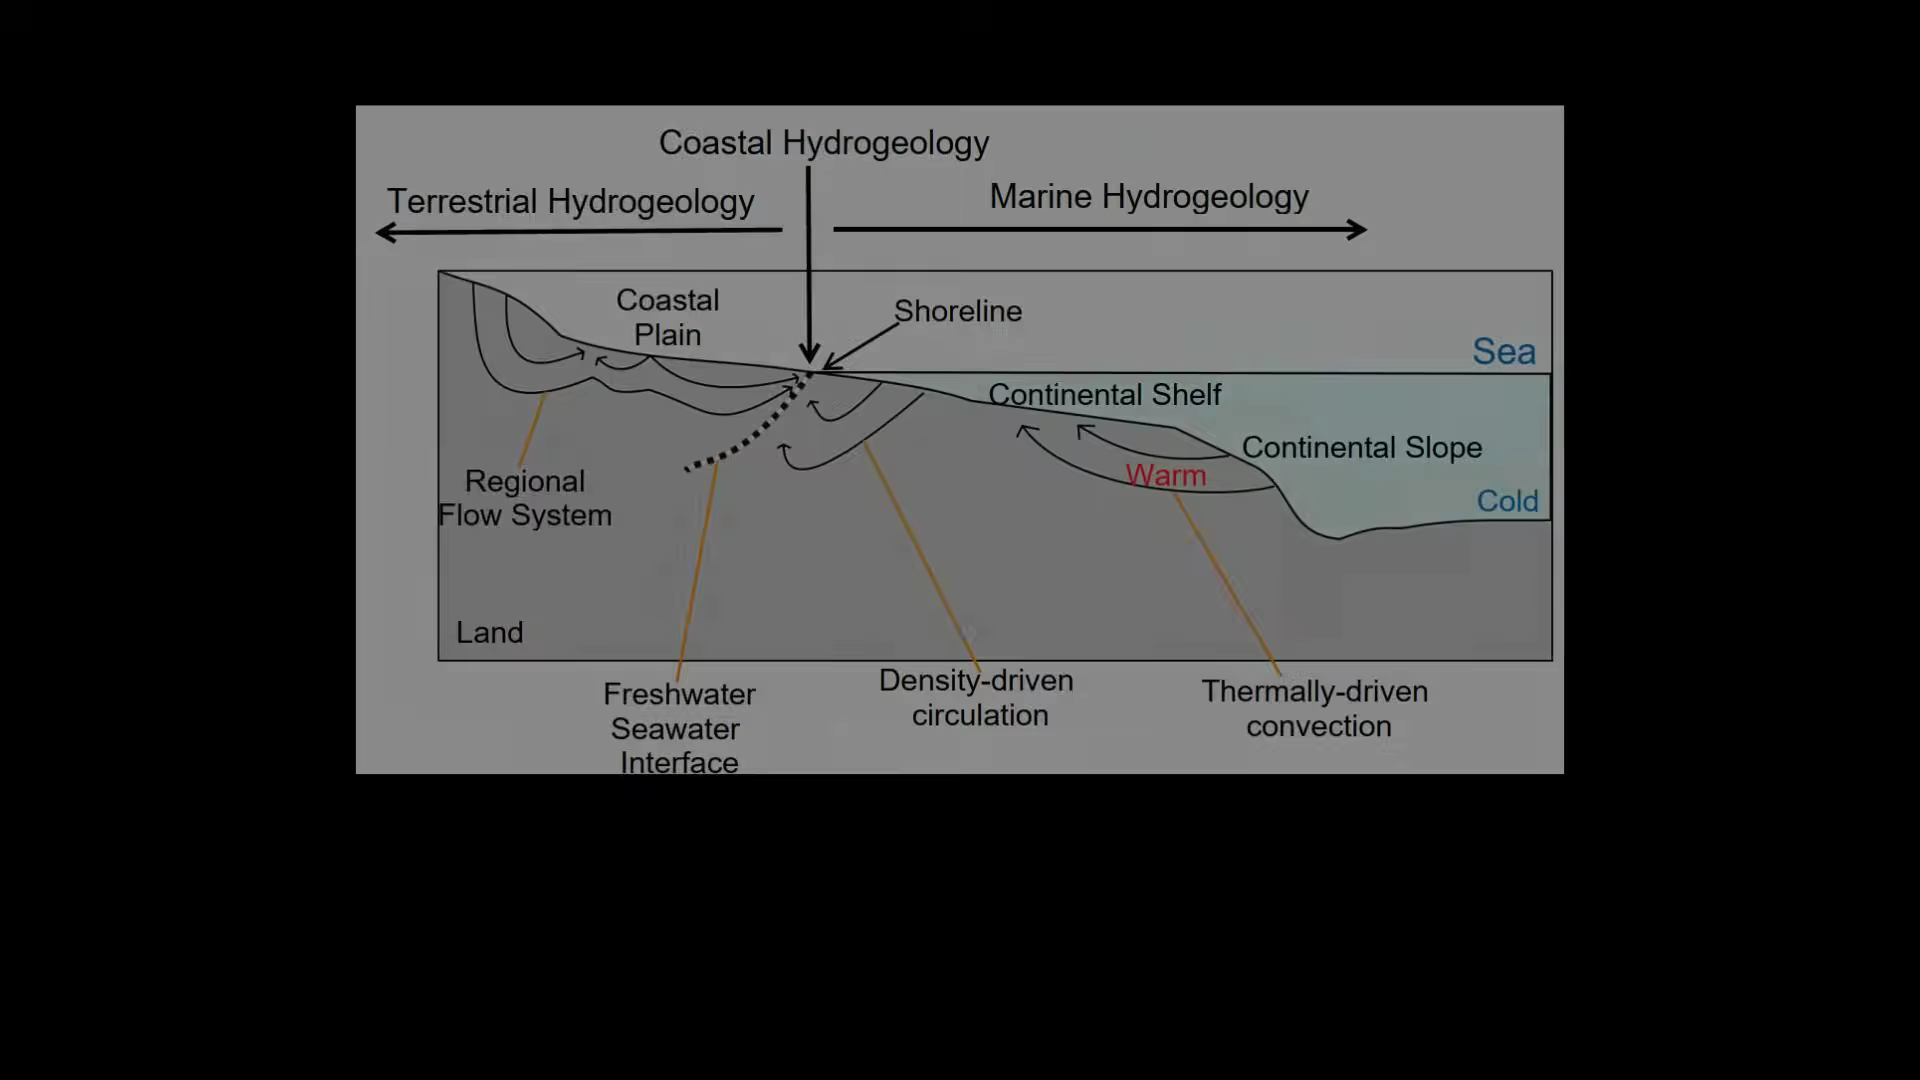 Coastal Hydrogeology
Terrestrial Hydrogeology
Marine Hydrogeology
Coastal
Plain
Shoreline
Sea
Continental Shelf
Continental Slope
Warm
Cold
Regional
Flow System
Land
Freshwater
Seawater
Interface
Density-driven
circulation
Thermally-driven
convection